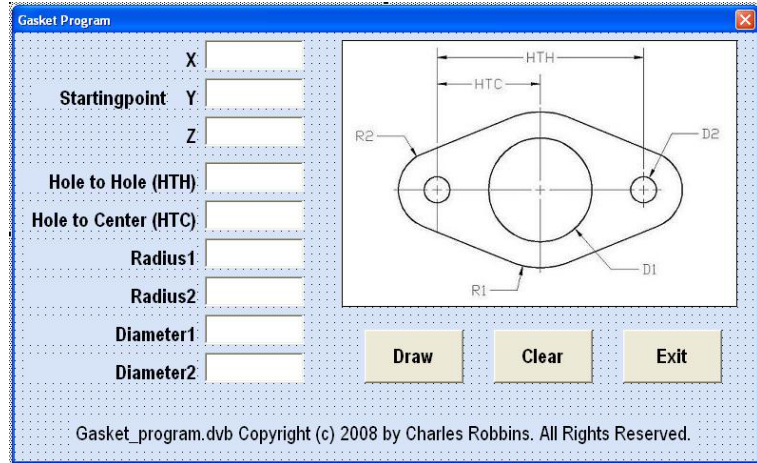 Gasket Program
X
Startingpoint Y
Z
Hole to Hole (HTH)
Hole to Center (HTC)
Radius1
Radius2
Diameter1
Diameter2
HTH
HTC
R2
D2
D1
R1
Draw Clear Exit
Gasket_program.dvb Copyright (c) 2008 by Charles Robbins. All Rights Reserved.